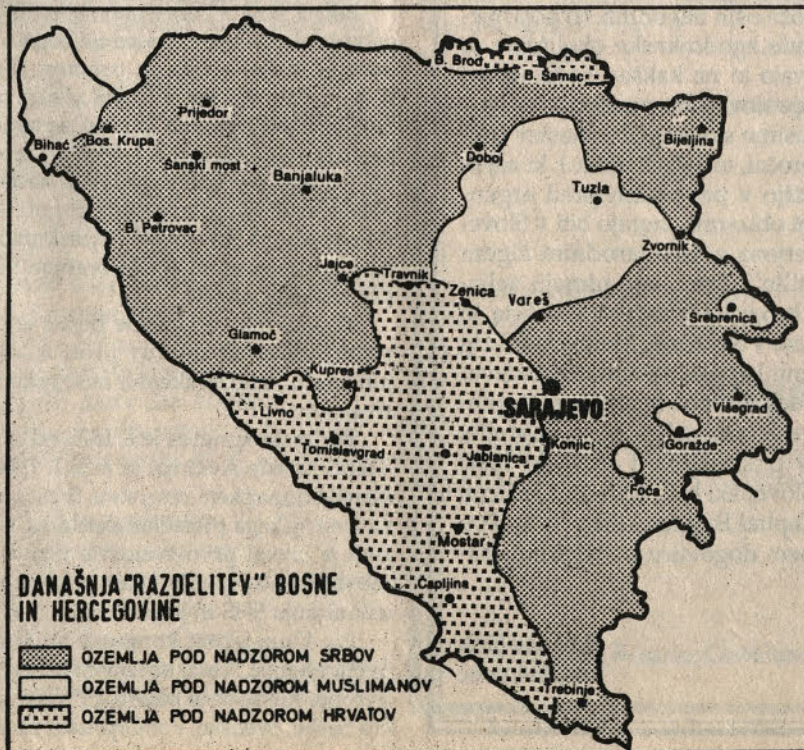 B. Brod
B. Šamac
Prijedor
Bos. Krupa
Bihać
Sanski most
Banjaluka
Doboj
Bijeljina
Tuzla
B. Petrovac
Zvornik
Jajce
Travnik
Zenica
Vareš
Srebrenica
Glamoč
Kupres
SARAJEVO
Višegrad
Livno
Goražde
Tomislavgrad
Jablanica
Konjic
Foča
Mostar
Čapljina
Trebinje
DANAŠNJA "RAZDELITEV" BOSNE
IN HERCEGOVINE
OZEMLJA POD NADZOROM SRBOV
OZEMLJA POD NADZOROM MUSLIMANOV
OZEMLJA POD NADZOROM HRVATOV